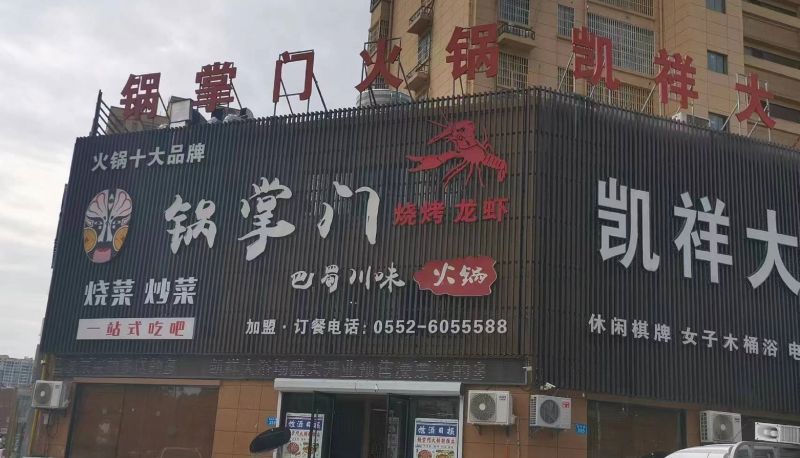 锅掌门火锅 凯祥大
火锅十大品牌
锅掌门
烧烤 龙虾
巴蜀川味 火锅
烧菜 炒菜
一站式吃吧
加盟·订餐电话: 0552-6055588
凯祥大
休闲棋牌 女子木桶浴